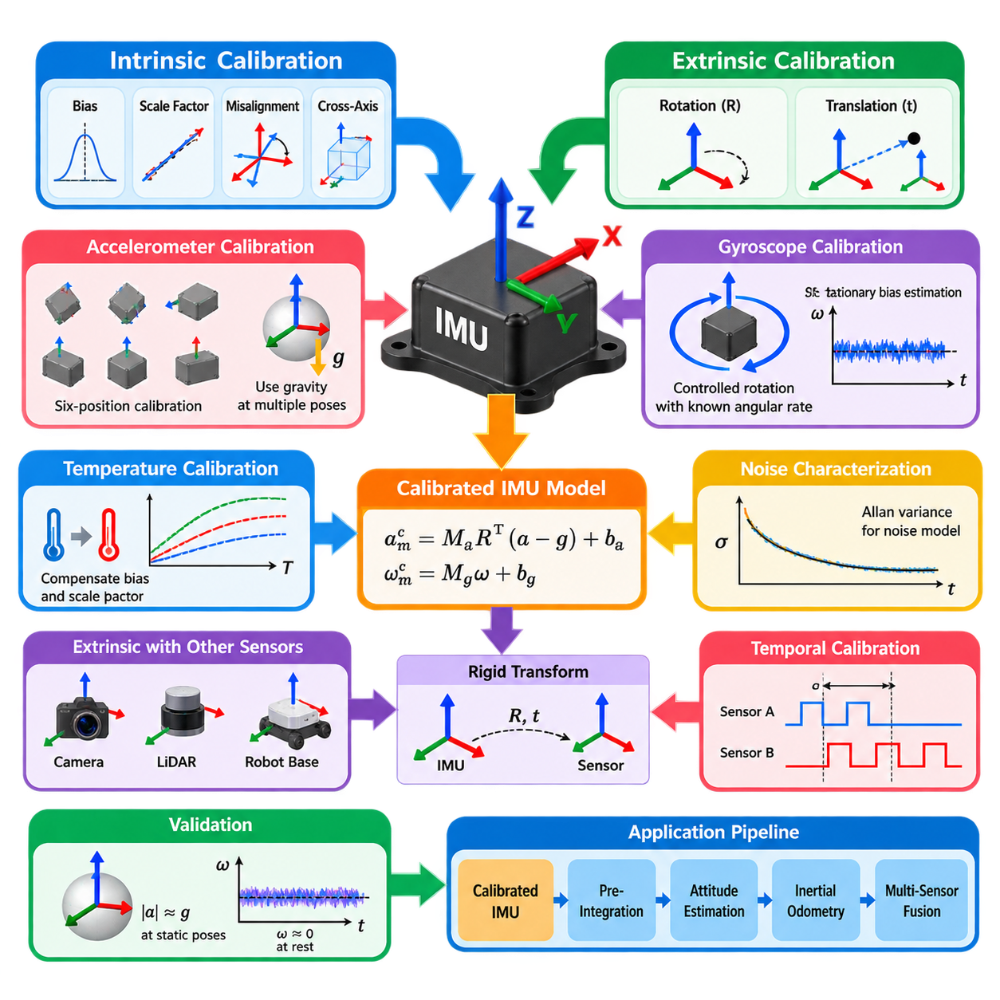 Intrinsic Calibration
Bias
Scale Factor
Misalignment
Cross-Axis
Extrinsic Calibration
Rotation (R)
Translation (t)
Z
X
Y
IMU
Accelerometer Calibration
g
Six-position calibration
Use gravity
at multiple poses
Gyroscope Calibration
Controlled rotation
with known angular rate
tationary bias estimation
ω
t
Temperature Calibration
T
Compensate bias
and scale þactor
Calibrated IMU Model
a_m^c = M_a R^T (a − g) + b_a
ω_m^c = M_g ω + b_g
Noise Characterization
Allan variance
for noise model
σ
t
Extrinsic with Other Sensors
Camera
LiDAR
Robot Base
Rigid Transform
R, t
IMU
Sensor
Temporal Calibration
Sensor A
Sensor B
Validation
|a| ≈ g
at static poses
ω
t
ω ≈ 0
at rest
Application Pipeline
Calibrated
IMU
Pre-
Integration
Attitude
Estimation
Inertial
Odometry
Multi-Sensor
Fusion